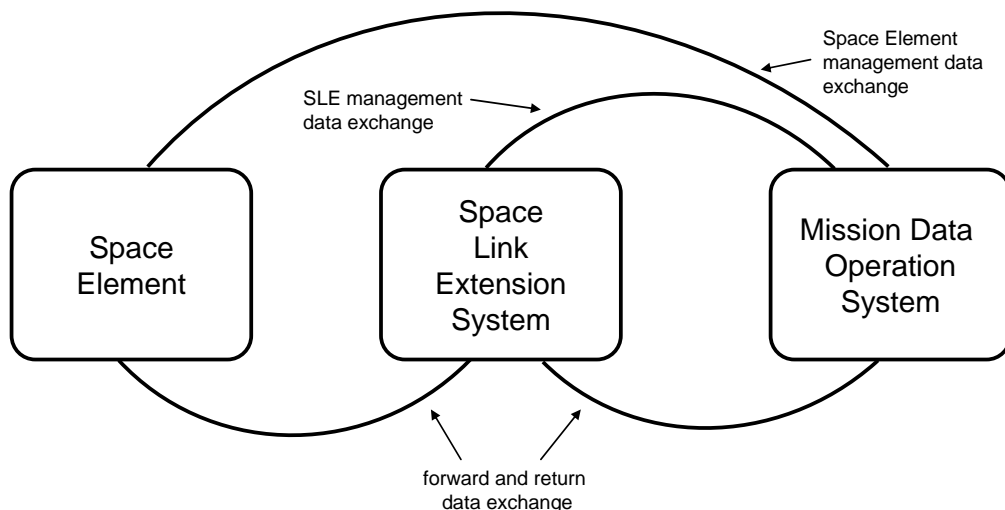 Space Element
management data
exchange
SLE management
data exchange
Space
Element
Space
Link
Extension
System
Mission Data
Operation
System
forward and return
data exchange